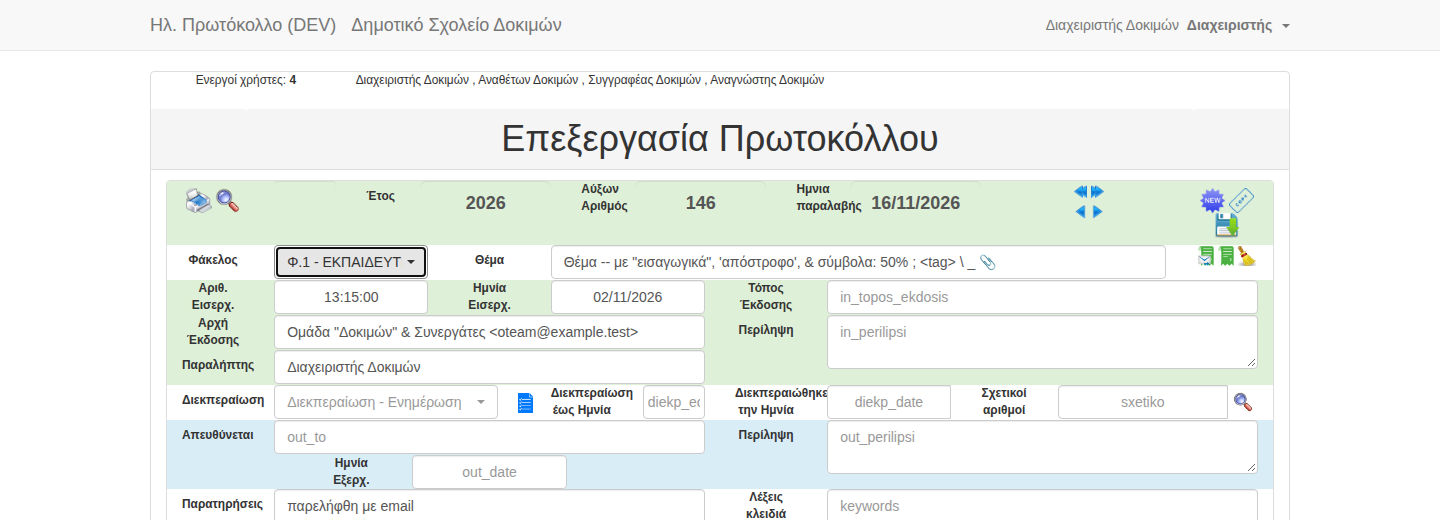 Ηλ. Πρωτόκολλο (DEV) Δημοτικό Σχολείο Δοκιμών Διαχειριστής Δοκιμών Διαχειριστής
Ενεργοί χρήστες: 4 Διαχειριστής Δοκιμών , Αναθέτων Δοκιμών , Συγγραφέας Δοκιμών , Αναγνώστης Δοκιμών
Επεξεργασία Πρωτοκόλλου
Έτος 2026 Αύξων Αριθμός 146 Ημνια παραλαβής 16/11/2026 NEW COPY
Φάκελος Φ.1 - ΕΚΠΑΙΔΕΥΤ Θέμα Θέμα -- με "εισαγωγικά", 'απόστροφο', & σύμβολα: 50% ; <tag> \ _ 📎
Αριθ. Εισερχ. 13:15:00 Ημνία Εισερχ. 02/11/2026 Τόπος Έκδοσης in_topos_ekdosis
Αρχή Έκδοσης Ομάδα "Δοκιμών" & Συνεργάτες <oteam@example.test> Περίληψη in_perilipsi
Παραλήπτης Διαχειριστής Δοκιμών
Διεκπεραίωση Διεκπεραίωση - Ενημέρωση Διεκπεραίωση έως Ημνία diekp_eo Διεκπεραιώθηκε την Ημνία diekp_date Σχετικοί αριθμοί sxetiko
Απευθύνεται out_to Περίληψη out_perilipsi
Ημνία Εξερχ. out_date
Παρατηρήσεις παρελήφθη με email Λέξεις κλειδιά keywords